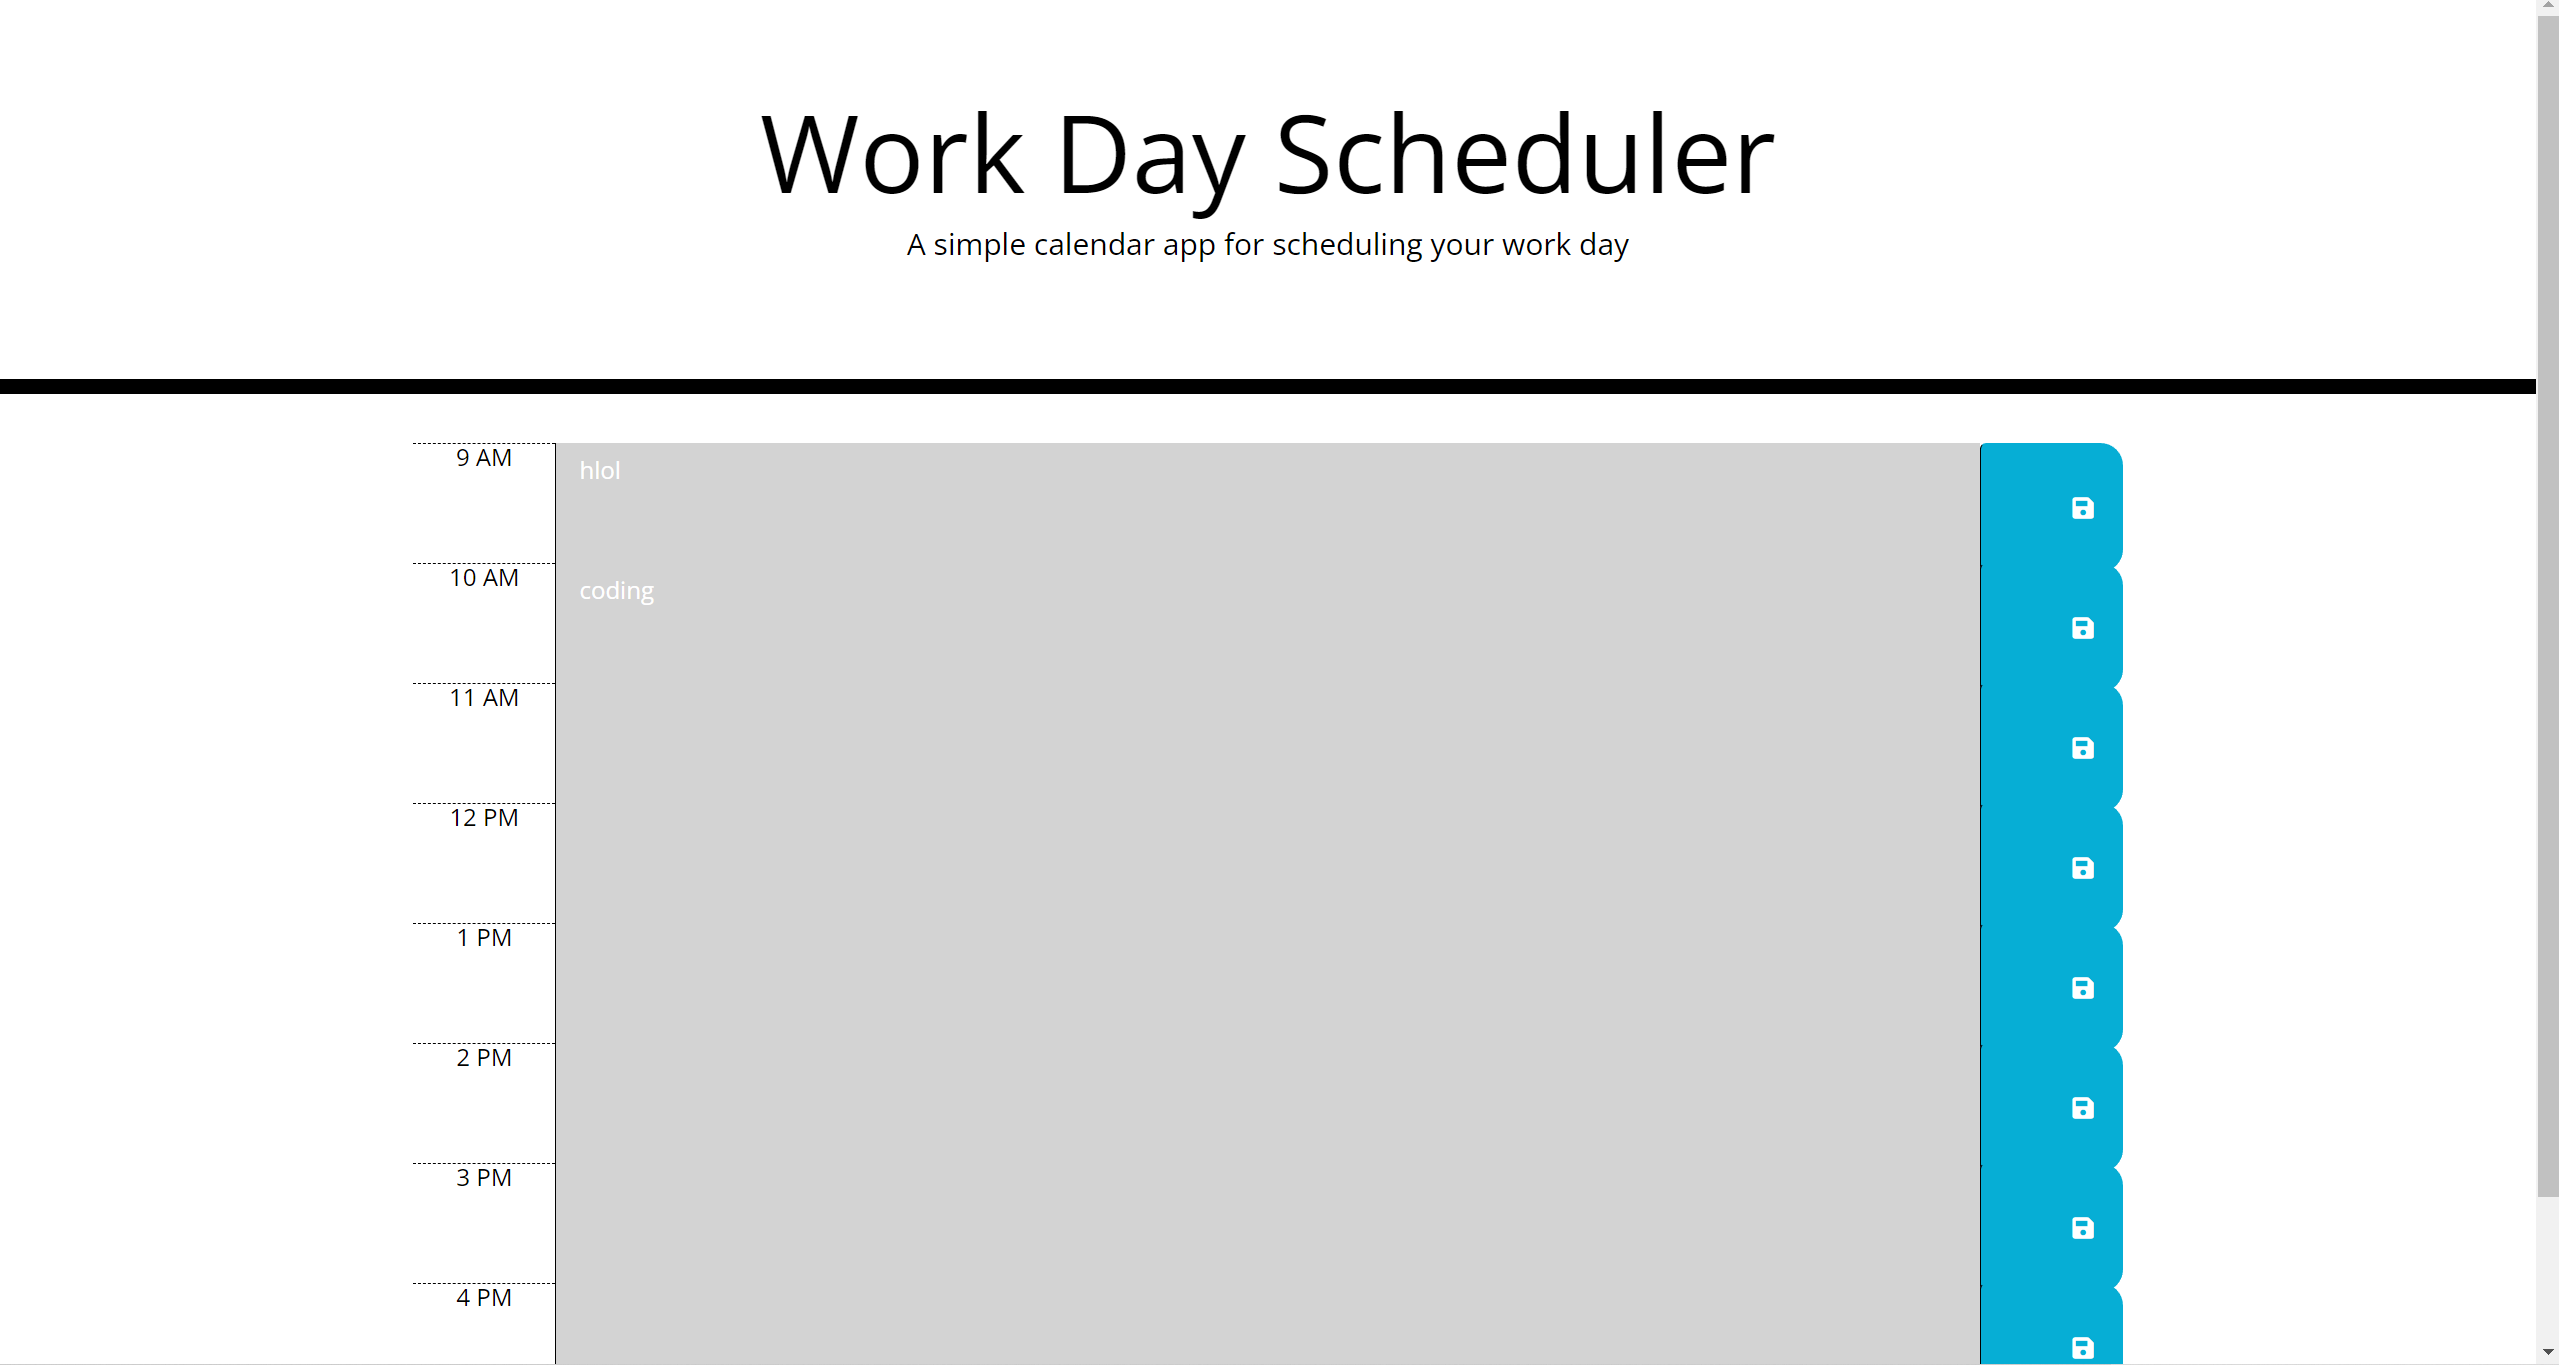 Work Day Scheduler
A simple calendar app for scheduling your work day
9 AM
hlol
10 AM
coding
11 AM
12 PM
1 PM
2 PM
3 PM
4 PM